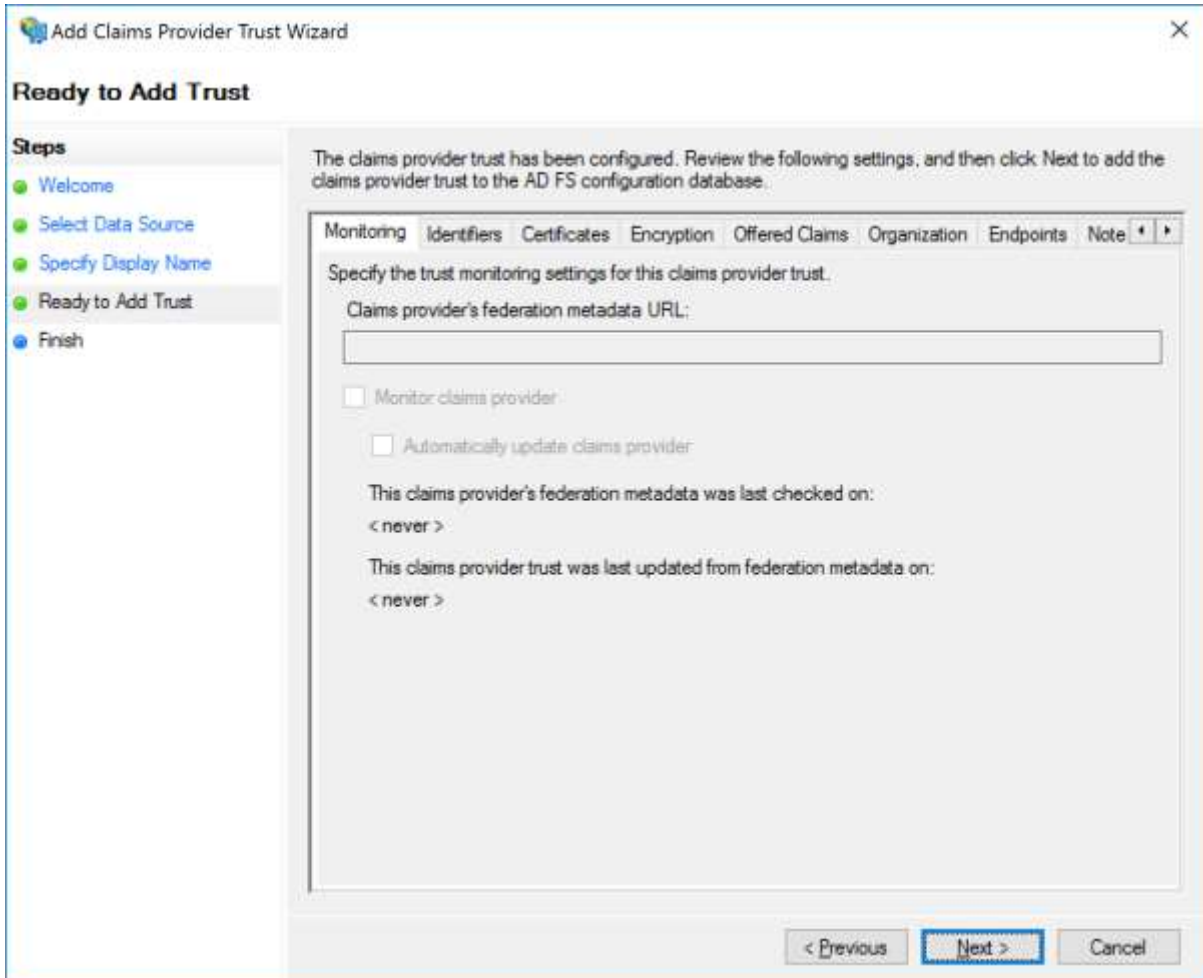 Add Claims Provider Trust Wizard
Ready to Add Trust
Steps
Welcome
Select Data Source
Specify Display Name
Ready to Add Trust
Finish
The claims provider trust has been configured. Review the following settings, and then click Next to add the
claims provider trust to the AD FS configuration database.
Monitoring Identifiers Certificates Encryption Offered Claims Organization Endpoints Note
Specify the trust monitoring settings for this claims provider trust.
Claims provider's federation metadata URL:
Monitor claims provider
Automatically update claims provider
This claims provider's federation metadata was last checked on:
< never >
This claims provider trust was last updated from federation metadata on:
< never >
< Previous Next > Cancel